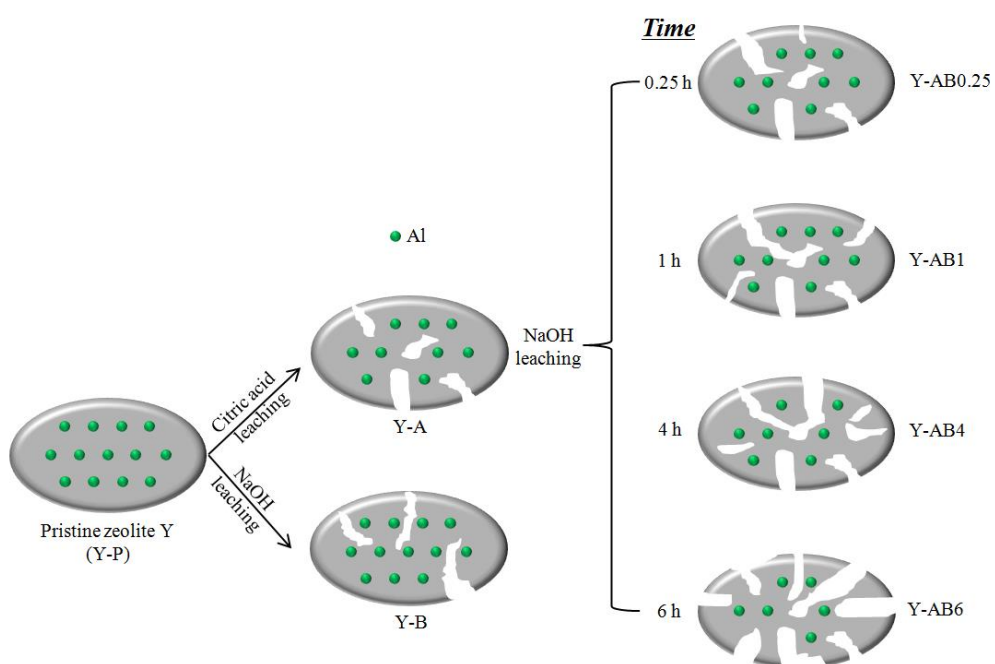 Time
0.25 h
Y-AB0.25
1 h
Y-AB1
Al
NaOH
leaching
Citric acid
leaching
Y-A
4 h
Y-AB4
Pristine zeolite Y
(Y-P)
NaOH
leaching
Y-B
6 h
Y-AB6